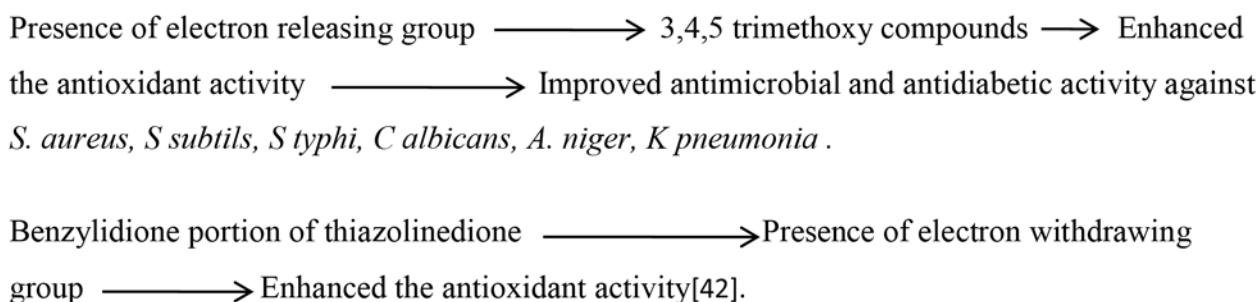 Presence of electron releasing group ⟶ 3,4,5 trimethoxy compounds ⟶ Enhanced
the antioxidant activity ⟶ Improved antimicrobial and antidiabetic activity against
S. aureus, S subtils, S typhi, C albicans, A. niger, K pneumonia .
Benzylidione portion of thiazolinedione ⟶Presence of electron withdrawing
group ⟶ Enhanced the antioxidant activity[42].